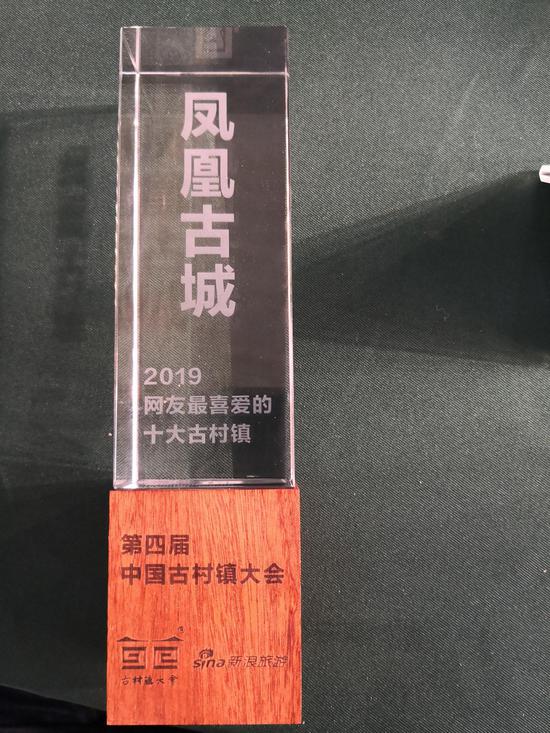 凤凰古城
2019
网友最喜爱的
十大古村镇
第四届
中国古村镇大会
古村镇大會
sina新浪旅游